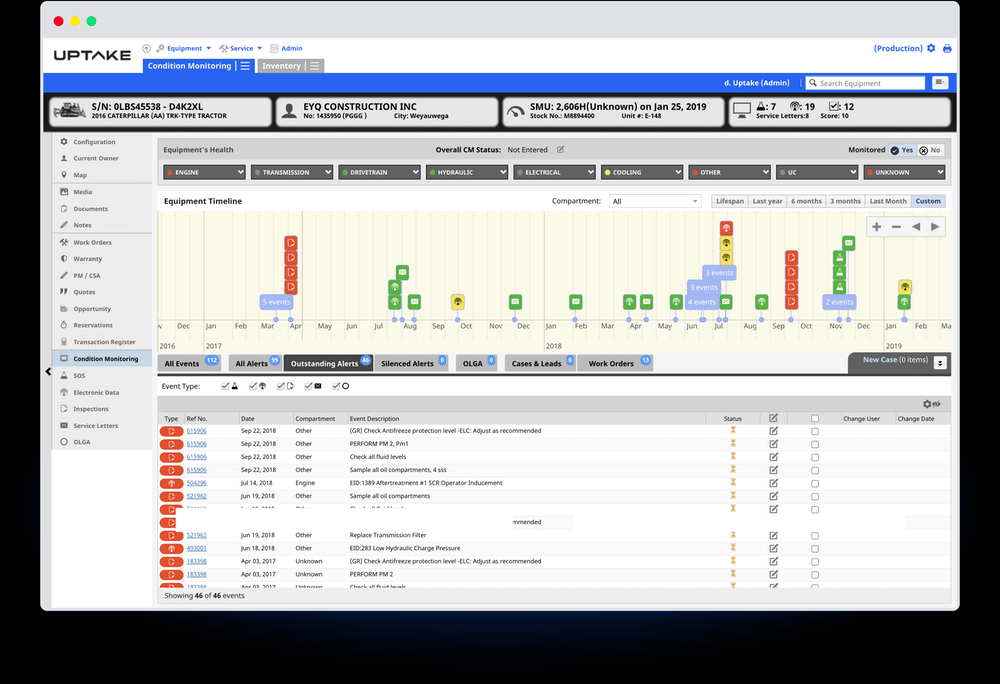 UPTAKE
Equipment Service Admin (Production)
Condition Monitoring Inventory
d. Uptake (Admin) Search Equipment
S/N: 0LBS45538 - D4K2XL
2016 CATERPILLAR (AA) TRK-TYPE TRACTOR
EYQ CONSTRUCTION INC
No: 1435950 (PGGG ) City: Weyauwega
SMU: 2,606H(Unknown) on Jan 25, 2019
Stock No.: M8894400 Unit #: E-148
: 7 : 19 : 12
Service Letters:8 Score: 10
Configuration
Current Owner
Map
Media
Documents
Notes
Work Orders
Warranty
PM / CSA
Quotes
Opportunity
Reservations
Transaction Register
Condition Monitoring
SOS
Electronic Data
Inspections
Service Letters
OLGA
Equipment's Health Overall CM Status: Not Entered Monitored Yes No
ENGINE TRANSMISSION DRIVETRAIN HYDRAULIC ELECTRICAL COOLING OTHER UC UNKNOWN
Equipment Timeline Compartment: All Lifespan Last year 6 months 3 months Last Month Custom
3 events
3 events
5 events 4 events 2 events
Dec Jan Feb Mar Apr May Jun Jul Aug Sep Oct Nov Dec Jan Feb Mar Apr May Jun Jul Aug Sep Oct Nov Dec Jan Feb Ma
2016 2017 2018 2019
All Events 112 All Alerts 99 Outstanding Alerts 46 Silenced Alerts 0 OLGA 0 Cases & Leads 0 Work Orders 13 New Case (0 items)
Event Type:
Type Ref No. Date Compartment Event Description Status Change User Change Date
615906 Sep 22, 2018 Other (GR) Check Antifreeze protection level -ELC: Adjust as recommended
615906 Sep 22, 2018 Other PERFORM PM 2, Pm1
615906 Sep 22, 2018 Other Check all fluid levels
615906 Sep 22, 2018 Other Sample all oil compartments, 4 sss
504296 Jul 14, 2018 Engine EID:1389 Aftertreatment #1 SCR Operator Inducement
521962 Jun 19, 2018 Other Sample all oil compartments
mmended
521962 Jun 19, 2018 Other Replace Transmission Filter
493001 Jun 18, 2018 Other EID:283 Low Hydraulic Charge Pressure
183398 Apr 03, 2017 Unknown (GR) Check Antifreeze protection level -ELC: Adjust as recommended
183398 Apr 03, 2017 Unknown PERFORM PM 2
183398 Apr 03, 2017 Unknown Check all fluid levels
Showing 46 of 46 events